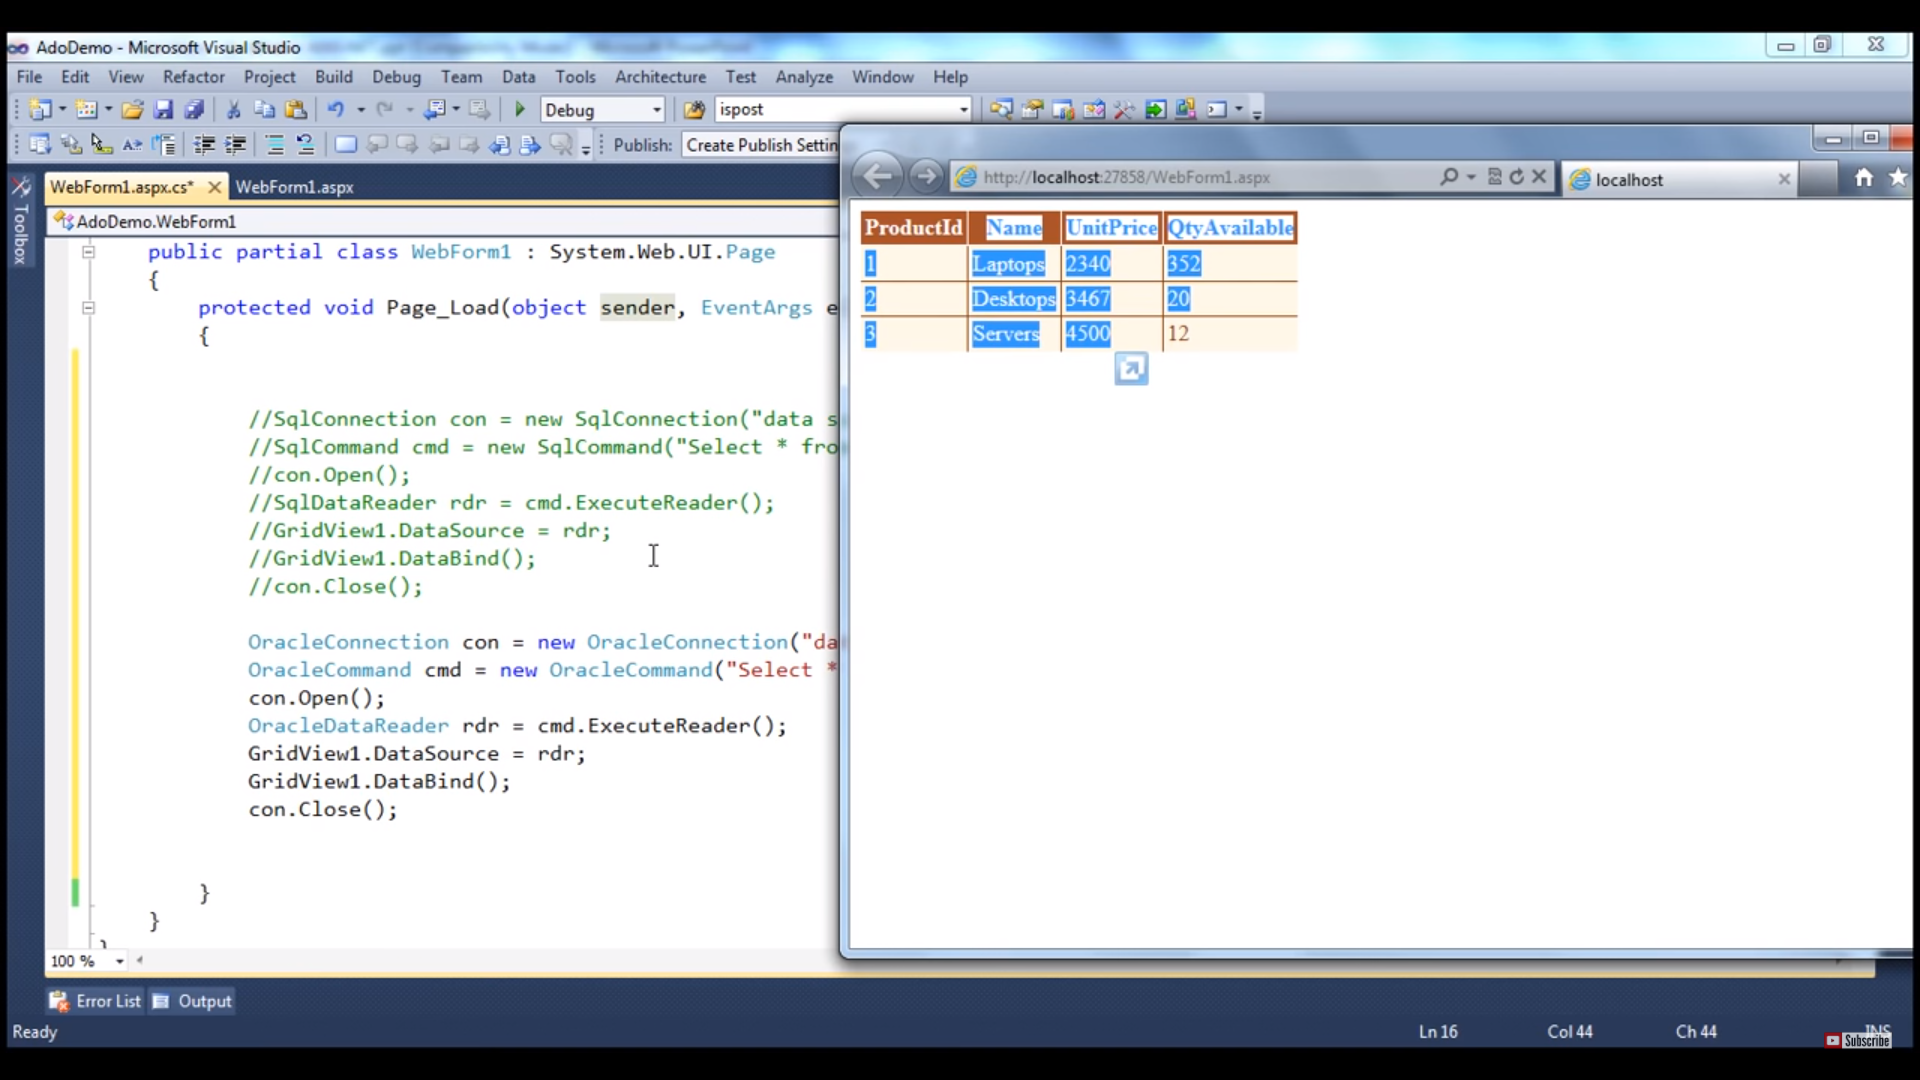 AdoDemo - Microsoft Visual Studio
File Edit View Refactor Project Build Debug Team Data Tools Architecture Test Analyze Window Help
Debug ispost
Publish: Create Publish Settin
WebForm1.aspx.cs* WebForm1.aspx
AdoDemo.WebForm1
public partial class WebForm1 : System.Web.UI.Page
{
protected void Page_Load(object sender, EventArgs e
{
//SqlConnection con = new SqlConnection("data s
//SqlCommand cmd = new SqlCommand("Select * fro
//con.Open();
//SqlDataReader rdr = cmd.ExecuteReader();
//GridView1.DataSource = rdr;
//GridView1.DataBind();
//con.Close();
OracleConnection con = new OracleConnection("da
OracleCommand cmd = new OracleCommand("Select *
con.Open();
OracleDataReader rdr = cmd.ExecuteReader();
GridView1.DataSource = rdr;
GridView1.DataBind();
con.Close();
}
}
100 %
Toolbox
http://localhost:27858/WebForm1.aspx
localhost
ProductId Name UnitPrice QtyAvailable
1 Laptops 2340 352
2 Desktops 3467 20
3 Servers 4500 12
Error List Output
Ready Ln 16 Col 44 Ch 44 INS
Subscribe